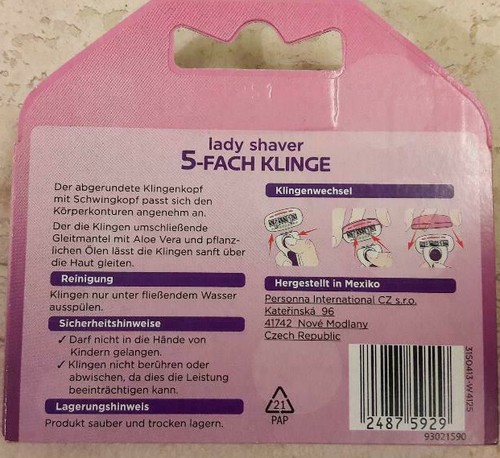 lady shaver
5-FACH KLINGE
Der abgerundete Klingenkopf
mit Schwingkopf passt sich den
Körperkonturen angenehm an.
Der die Klingen umschließende
Gleitmantel mit Aloe Vera und pflanz-
lichen Ölen lässt die Klingen sanft über
die Haut gleiten.
Reinigung
Klingen nur unter fließendem Wasser
ausspülen.
Sicherheitshinweise
✓ Darf nicht in die Hände von
Kindern gelangen.
✓ Klingen nicht berühren oder
abwischen, da dies die Leistung
beeinträchtigen kann.
Lagerungshinweis
Produkt sauber und trocken lagern.
Klingenwechsel
Hergestellt in Mexiko
Personna International CZ s.r.o.
Kateřinská 96
41742 Nové Modlany
Czech Republic
21
PAP
2487 5929
93021590
3150413-W4125